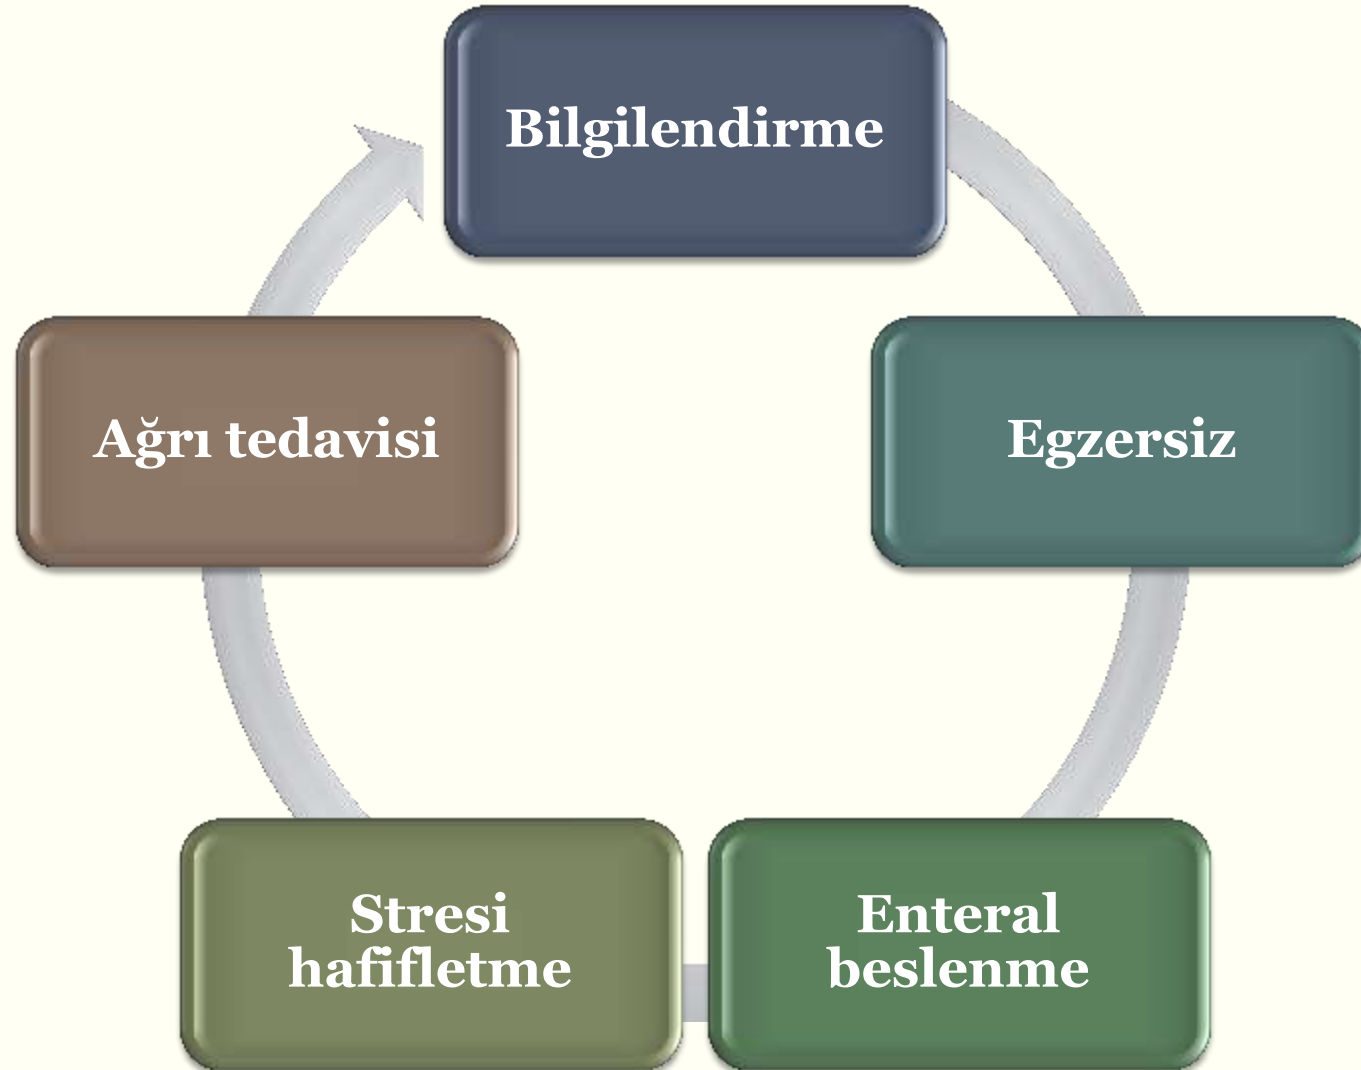 Bilgilendirme
Ağrı tedavisi
Egzersiz
Stresi
hafifletme
Enteral
beslenme